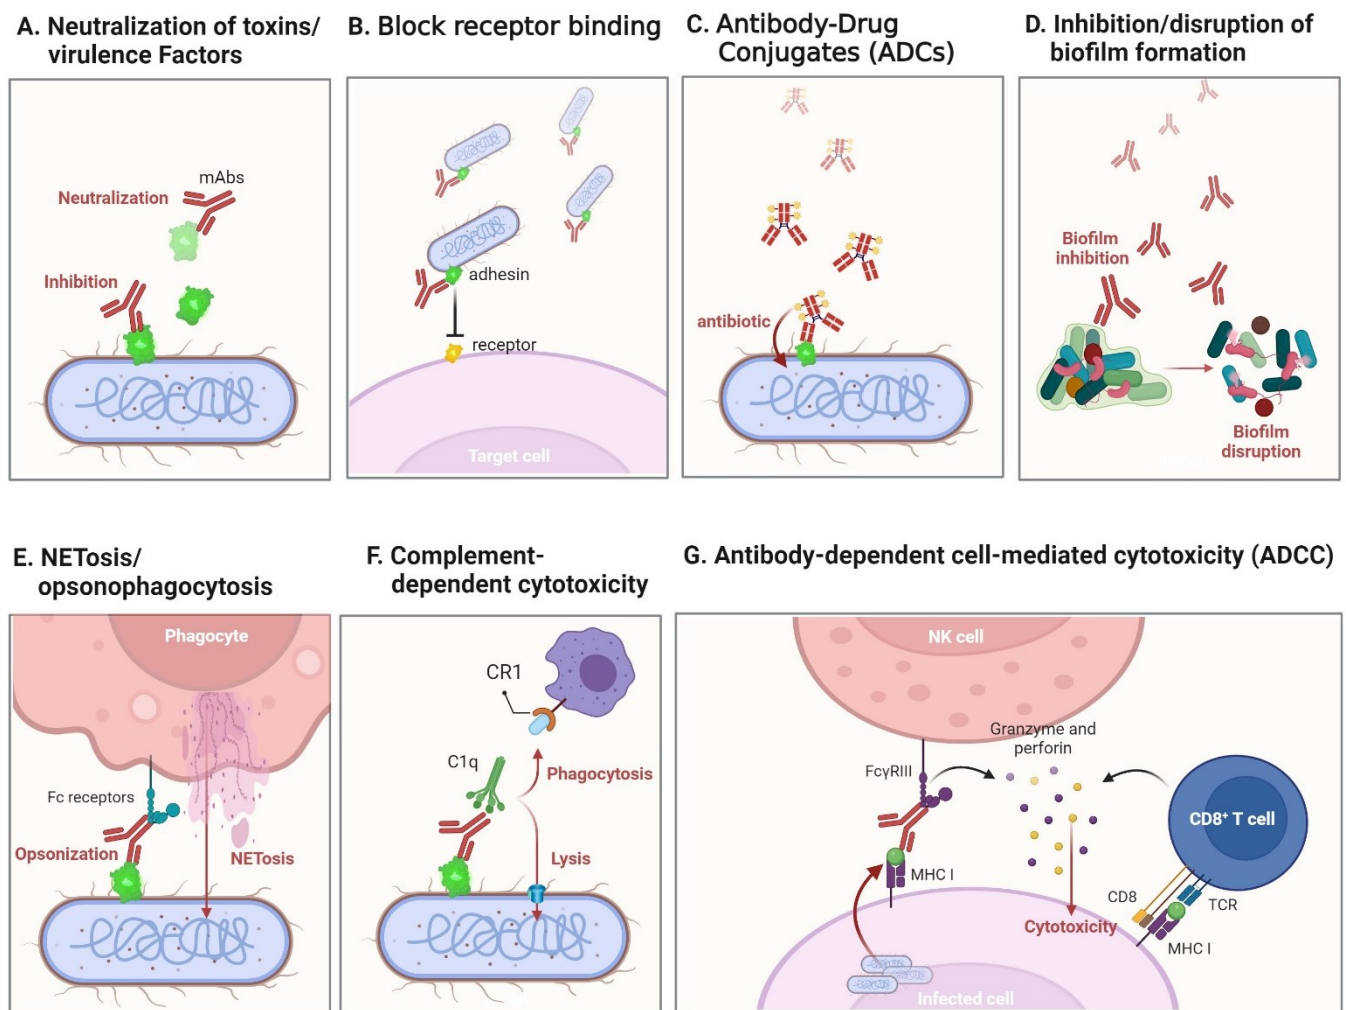 A. Neutralization of toxins/
virulence Factors
mAbs
Neutralization
Inhibition
B. Block receptor binding
adhesin
receptor
Target cell
C. Antibody-Drug
Conjugates (ADCs)
antibiotic
D. Inhibition/disruption of
biofilm formation
Biofilm
inhibition
Biofilm
disruption
E. NETosis/
opsonophagocytosis
Phagocyte
Fc receptors
Opsonization
NETosis
F. Complement-
dependent cytotoxicity
CR1
C1q
Phagocytosis
Lysis
G. Antibody-dependent cell-mediated cytotoxicity (ADCC)
NK cell
Granzyme and
perforin
FcγRIII
CD8⁺ T cell
MHC I
CD8
TCR
Cytotoxicity
MHC I
Infected cell